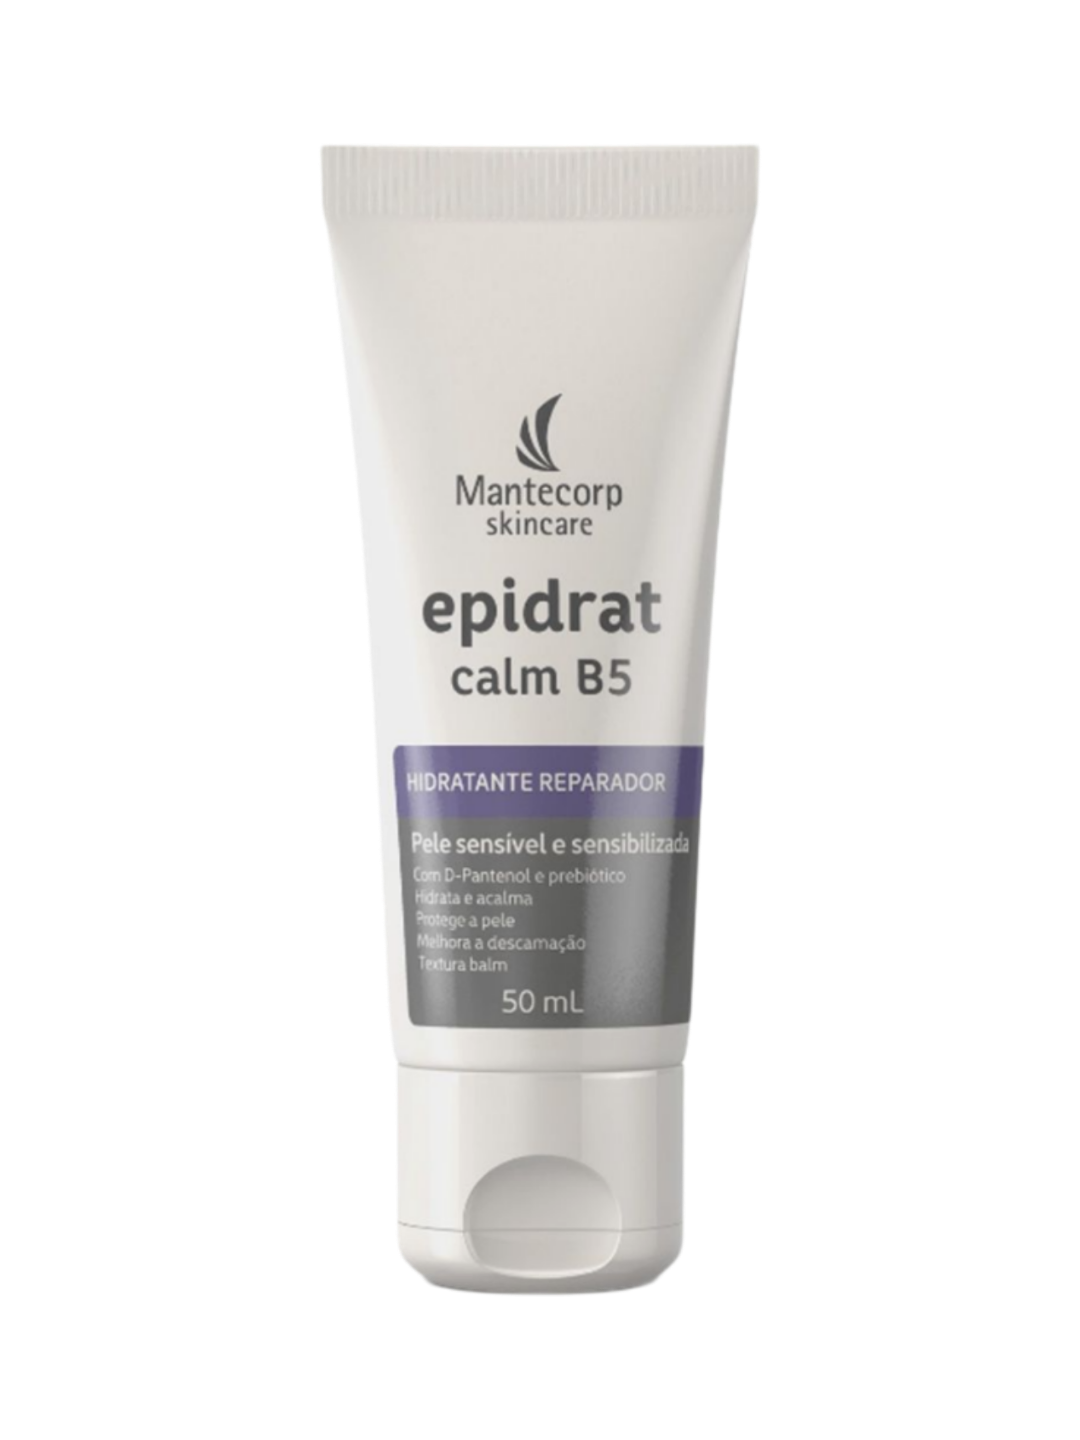 Mantecorp
skincare
epidrat
calm B5
HIDRATANTE REPARADOR
Pele sensível e sensibilizada
Com D-Pantenol e prebiótico
Hidrata e acalma
Protege a pele
Melhora a descamação
Textura balm
50 mL